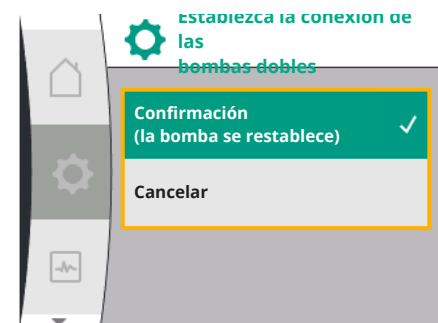 Establezca la conexión de
las
bombas dobles
Confirmación
(la bomba se restablece)
Cancelar